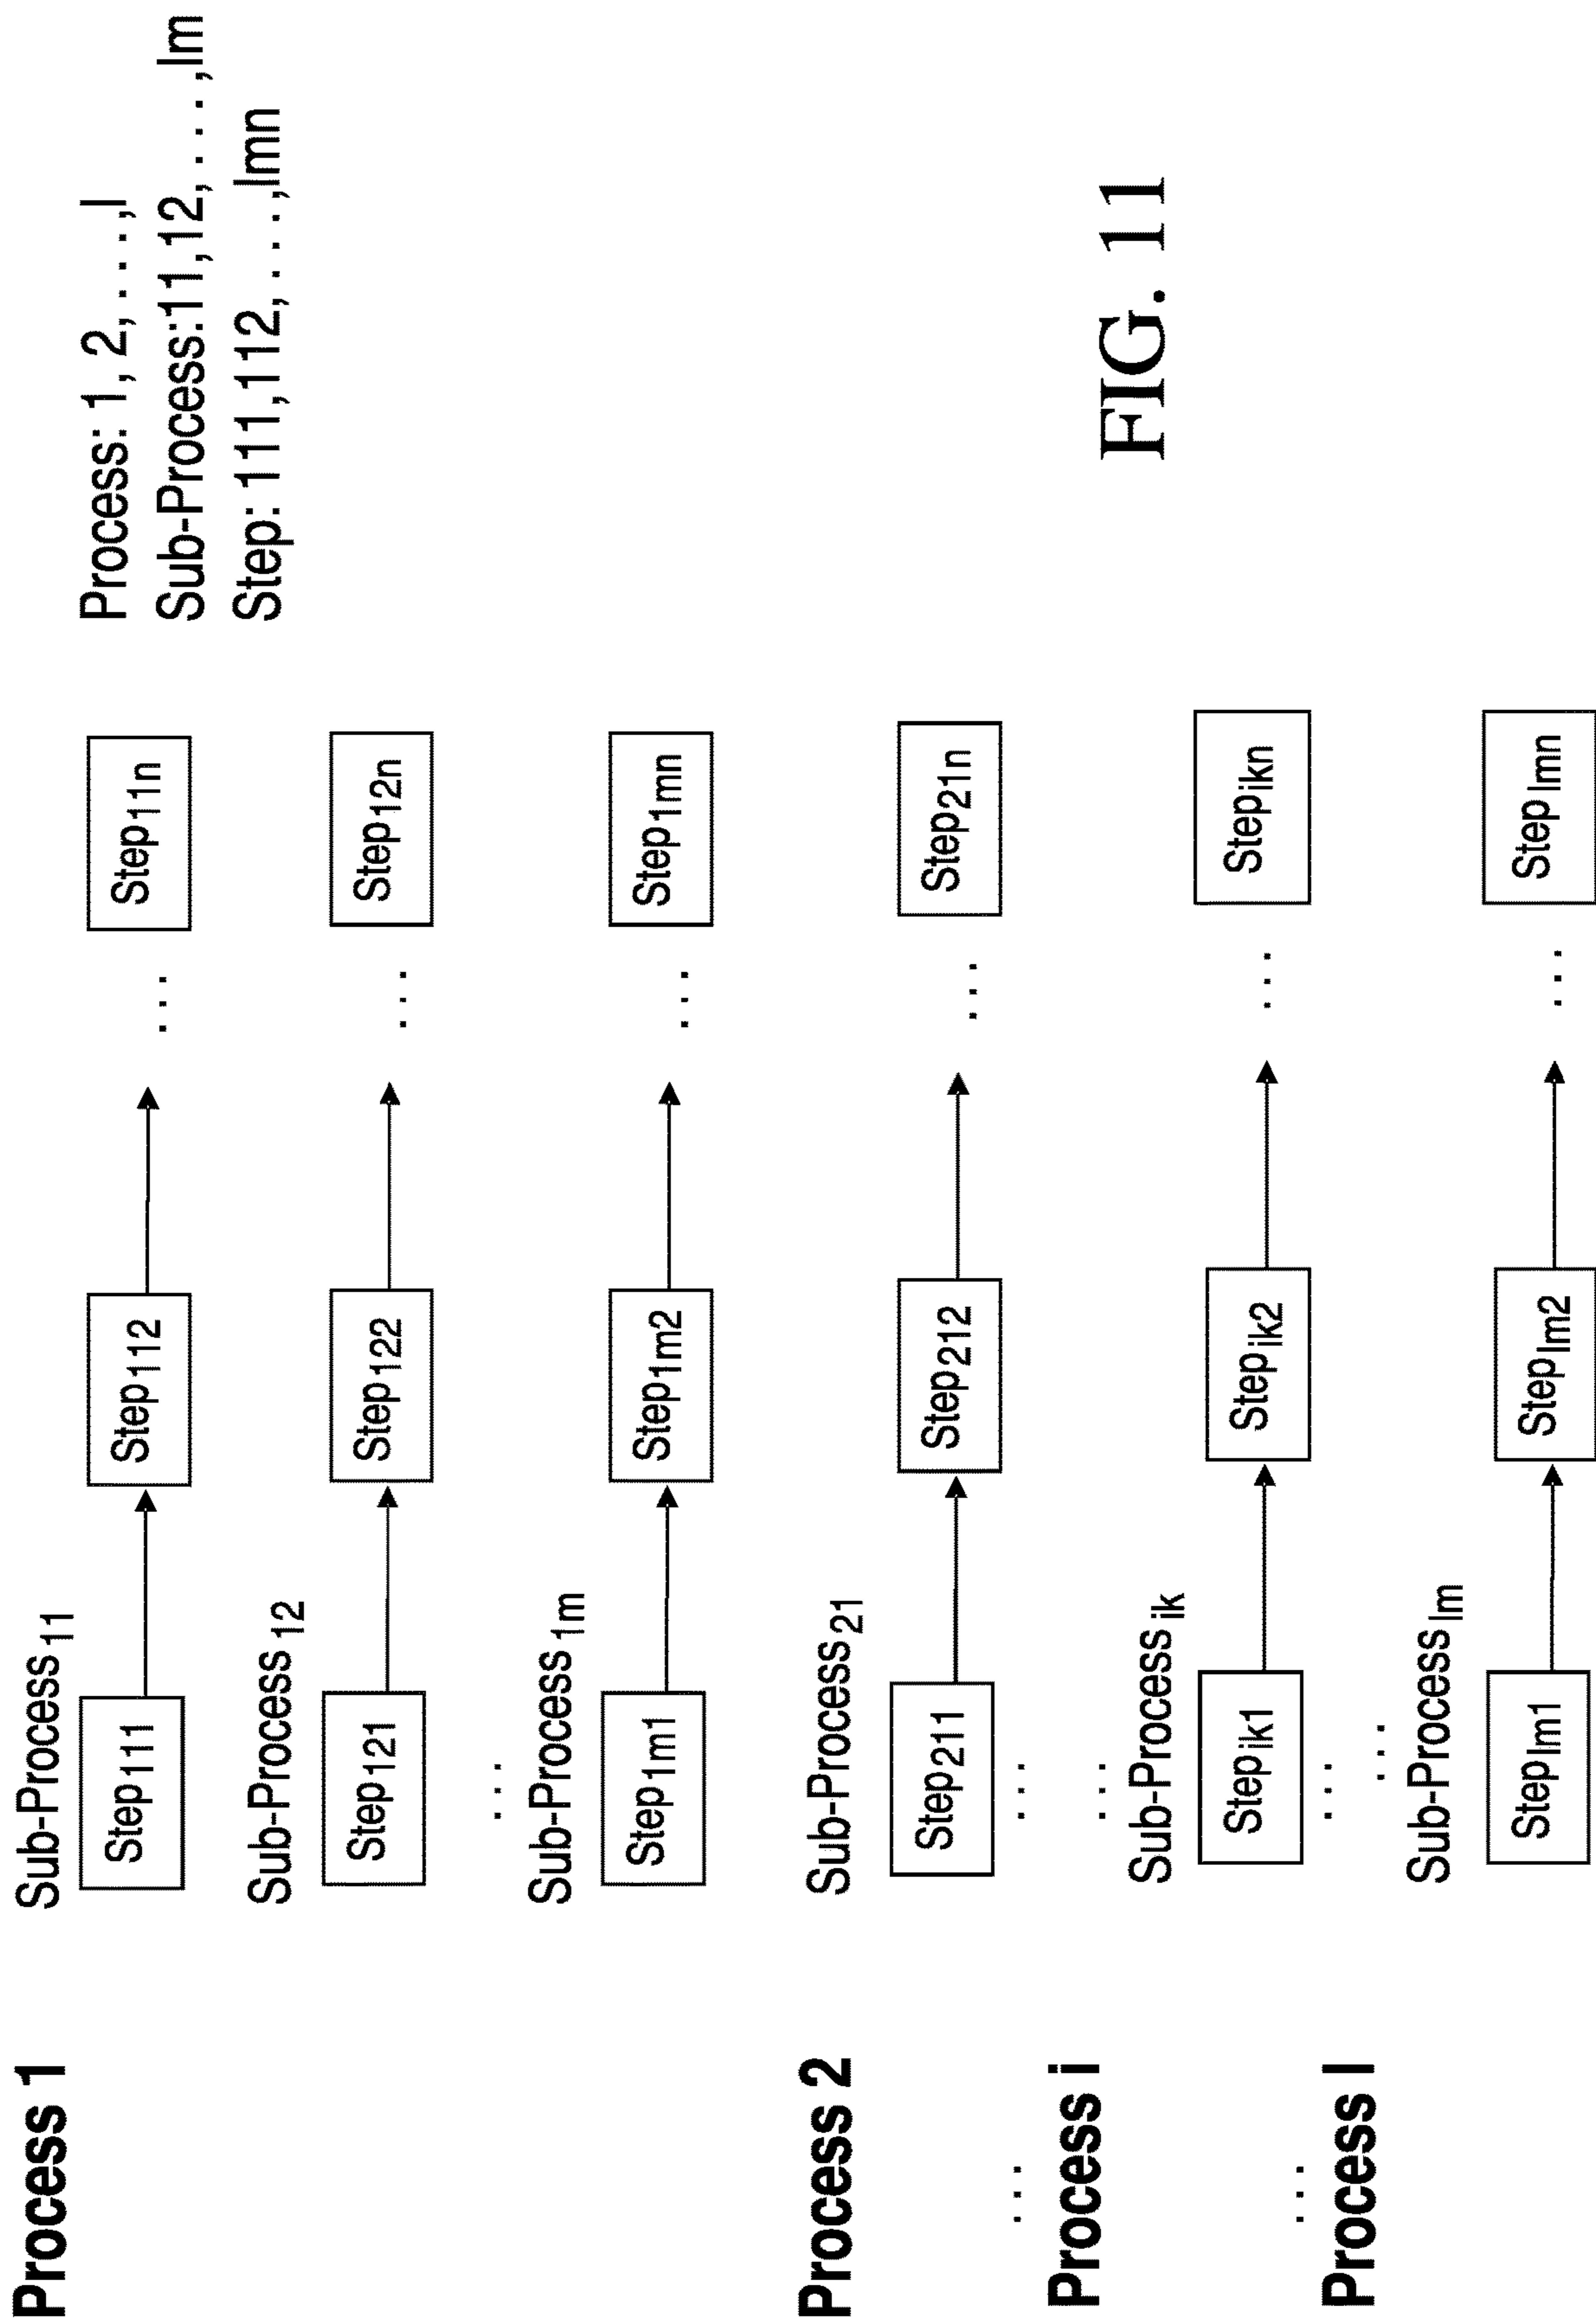 Process: 1, 2, . . . ,l
Sub-Process:11,12, . . . ,lm
Step: 111,112, . . . ,lmn
Process 1
Sub-Process11
Step111
Step112
. . .
Step11n
Sub-Process12
Step121
Step122
. . .
Step12n
. . .
Sub-Process1m
Step1m1
Step1m2
. . .
Step1mn
Process 2
Sub-Process21
Step211
Step212
. . .
Step21n
. . .
. . .
. . .
Process i
Sub-Processik
Stepik1
Stepik2
. . .
Stepikn
. . .
. . .
. . .
Process l
Sub-Processlm
Steplm1
Steplm2
. . .
Steplmn
FIG. 11